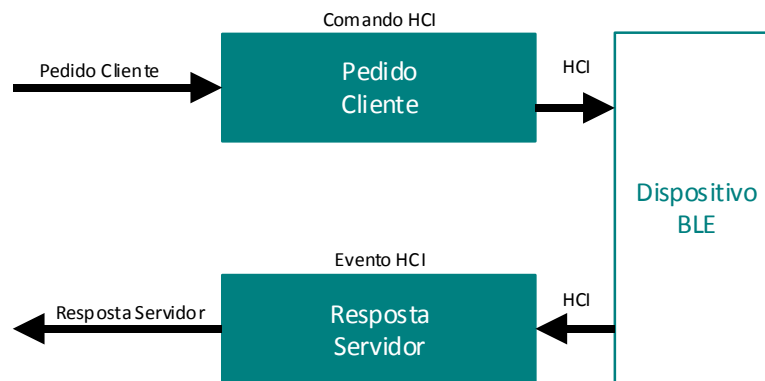 Comando HCI
Pedido Cliente
Pedido
Cliente
HCI
Dispositivo
BLE
Evento HCI
Resposta Servidor
Resposta
Servidor
HCI